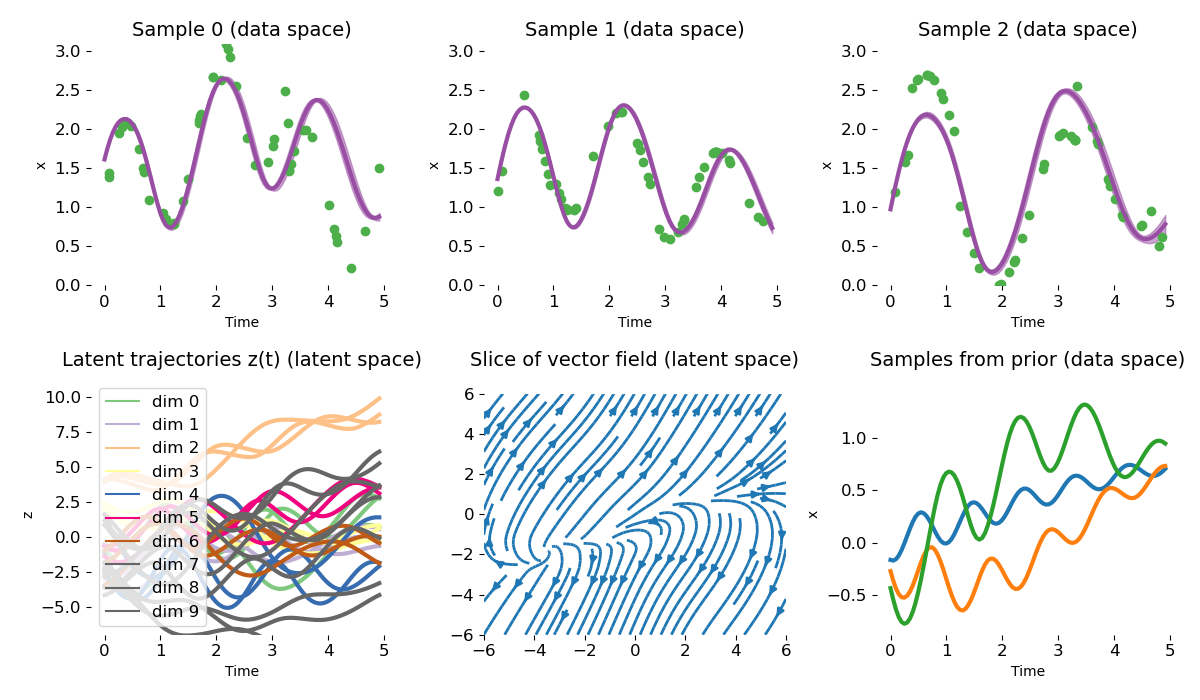 Sample 0 (data space)
Sample 1 (data space)
Sample 2 (data space)
3.0
2.5
2.0
1.5
1.0
0.5
0.0
x
0 1 2 3 4 5
Time
3.0
2.5
2.0
1.5
1.0
0.5
0.0
x
0 1 2 3 4 5
Time
3.0
2.5
2.0
1.5
1.0
0.5
0.0
x
0 1 2 3 4 5
Time
Latent trajectories z(t) (latent space)
Slice of vector field (latent space)
Samples from prior (data space)
10.0
7.5
5.0
2.5
0.0
−2.5
−5.0
z
dim 0
dim 1
dim 2
dim 3
dim 4
dim 5
dim 6
dim 7
dim 8
dim 9
0 1 2 3 4 5
Time
6
4
2
0
−2
−4
−6
−6 −4 −2 0 2 4 6
1.0
0.5
0.0
−0.5
x
0 1 2 3 4 5
Time